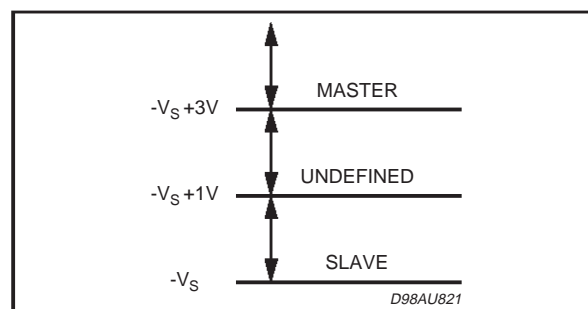 MASTER
-VS +3V
UNDEFINED
-VS +1V
SLAVE
-VS
D98AU821